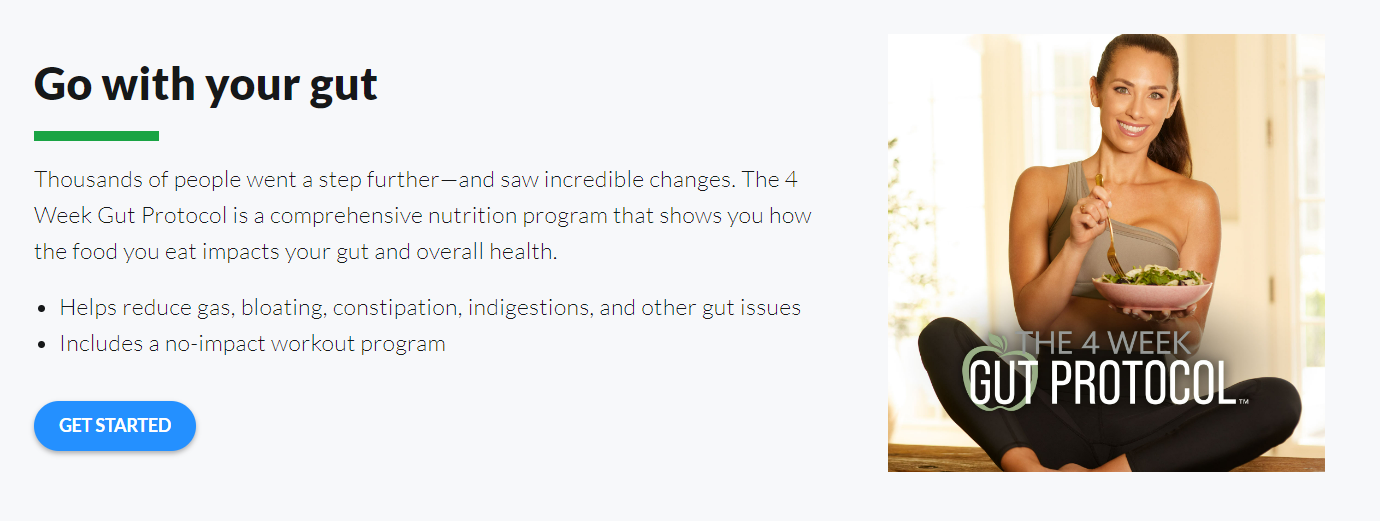 Go with your gut
Thousands of people went a step further—and saw incredible changes. The 4
Week Gut Protocol is a comprehensive nutrition program that shows you how
the food you eat impacts your gut and overall health.
• Helps reduce gas, bloating, constipation, indigestions, and other gut issues
• Includes a no-impact workout program
GET STARTED
THE 4 WEEK
GUT PROTOCOL™